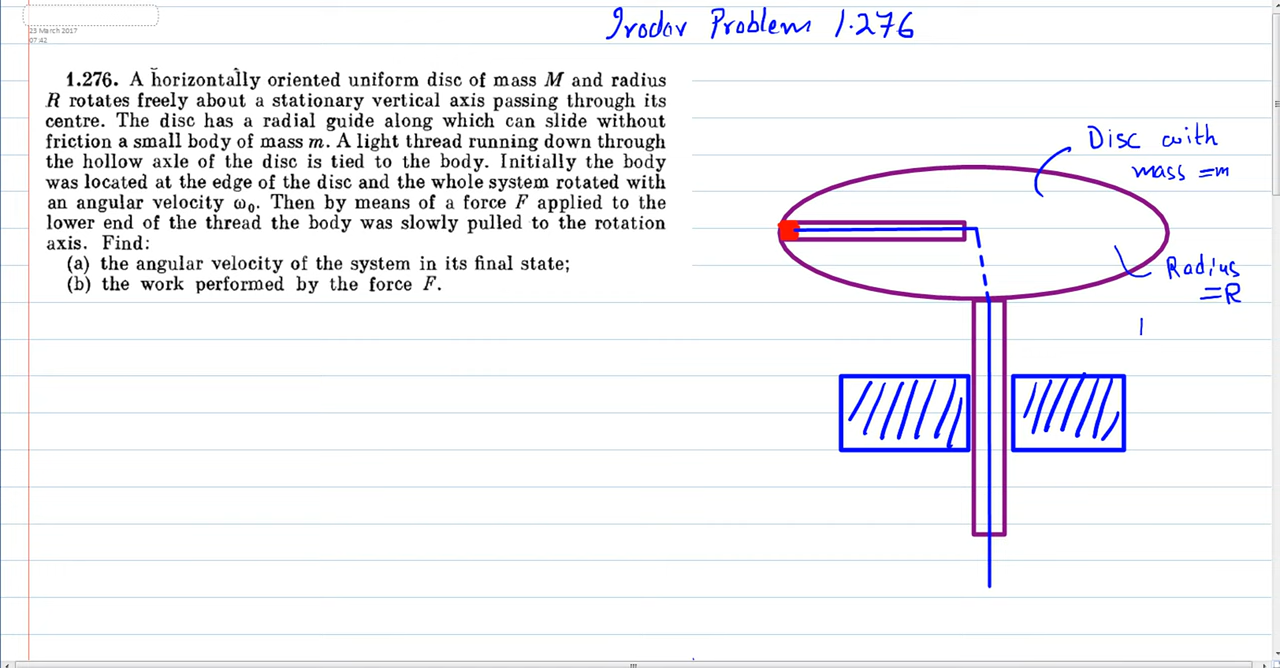 23 March 2017
07:42
Irodov Problem 1.276
1.276. A horizontally oriented uniform disc of mass M and radius
R rotates freely about a stationary vertical axis passing through its
centre. The disc has a radial guide along which can slide without
friction a small body of mass m. A light thread running down through
the hollow axle of the disc is tied to the body. Initially the body
was located at the edge of the disc and the whole system rotated with
an angular velocity ω₀. Then by means of a force F applied to the
lower end of the thread the body was slowly pulled to the rotation
axis. Find:
(a) the angular velocity of the system in its final state;
(b) the work performed by the force F.
Disc with
mass = m
Radius
= R